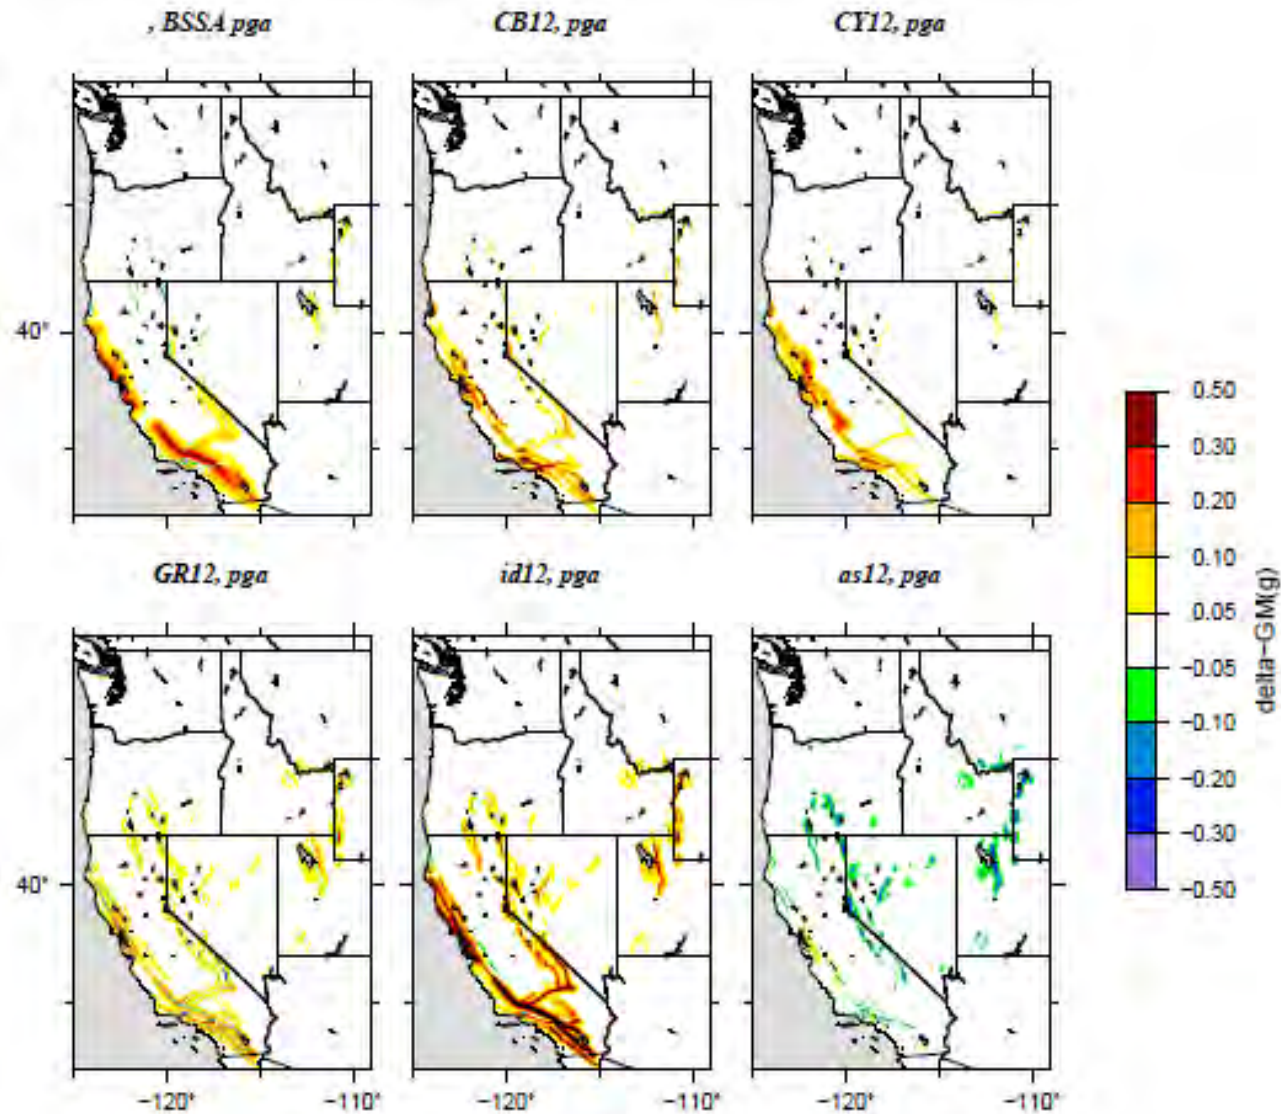 , BSSA pga
CB12, pga
CY12, pga
40°
GR12, pga
id12, pga
as12, pga
40°
−120°
−110°
−120°
−110°
−120°
−110°
0.50
0.30
0.20
0.10
0.05
−0.05
−0.10
−0.20
−0.30
−0.50
delta−GM(g)